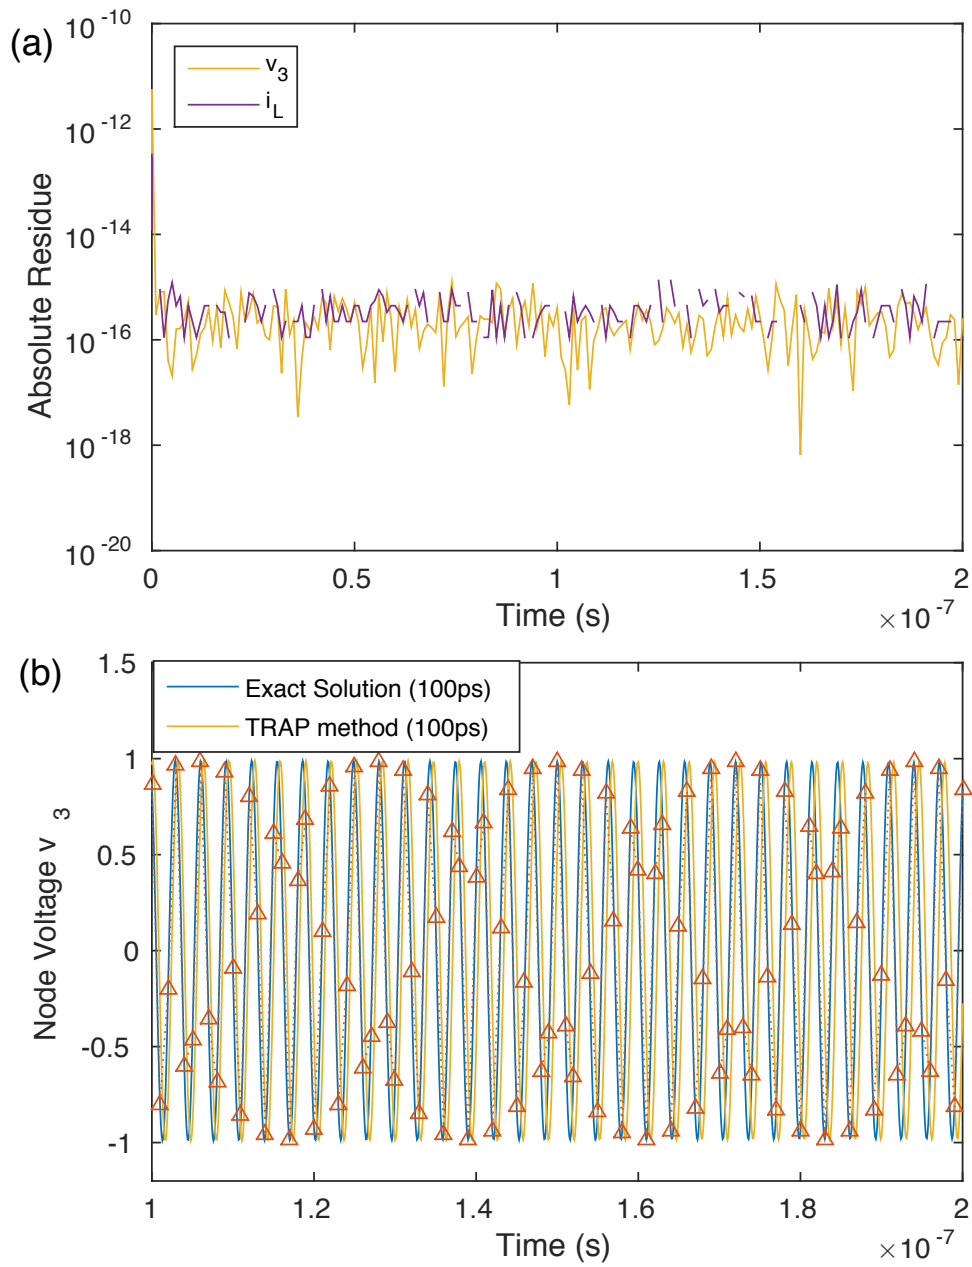 (a)
10^-10
10^-12
10^-14
10^-16
10^-18
10^-20
Absolute Residue
v_3
i_L
0 0.5 1 1.5 2
Time (s)
×10^-7
(b)
1.5
1
0.5
0
-0.5
-1
Node Voltage v_3
Exact Solution (100ps)
TRAP method (100ps)
1 1.2 1.4 1.6 1.8 2
Time (s)
×10^-7